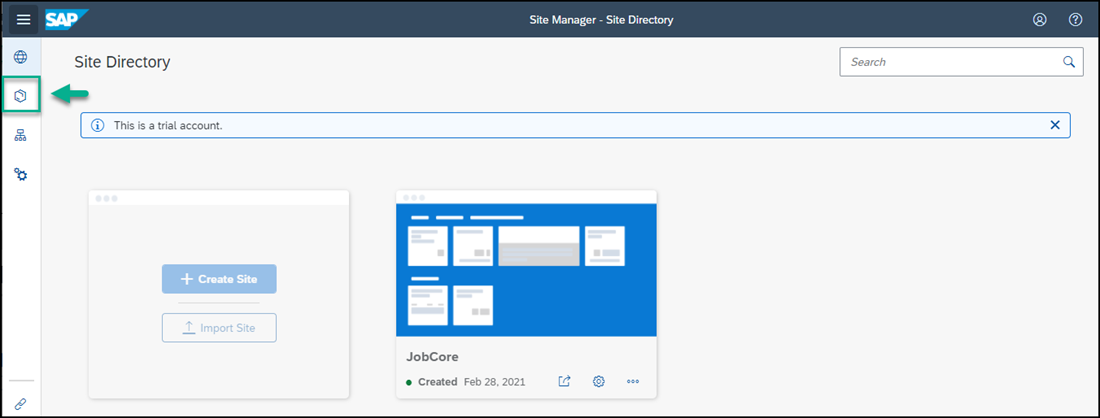 SAP
Site Manager - Site Directory
Site Directory
Search
This is a trial account.
+ Create Site
Import Site
JobCore
Created Feb 28, 2021